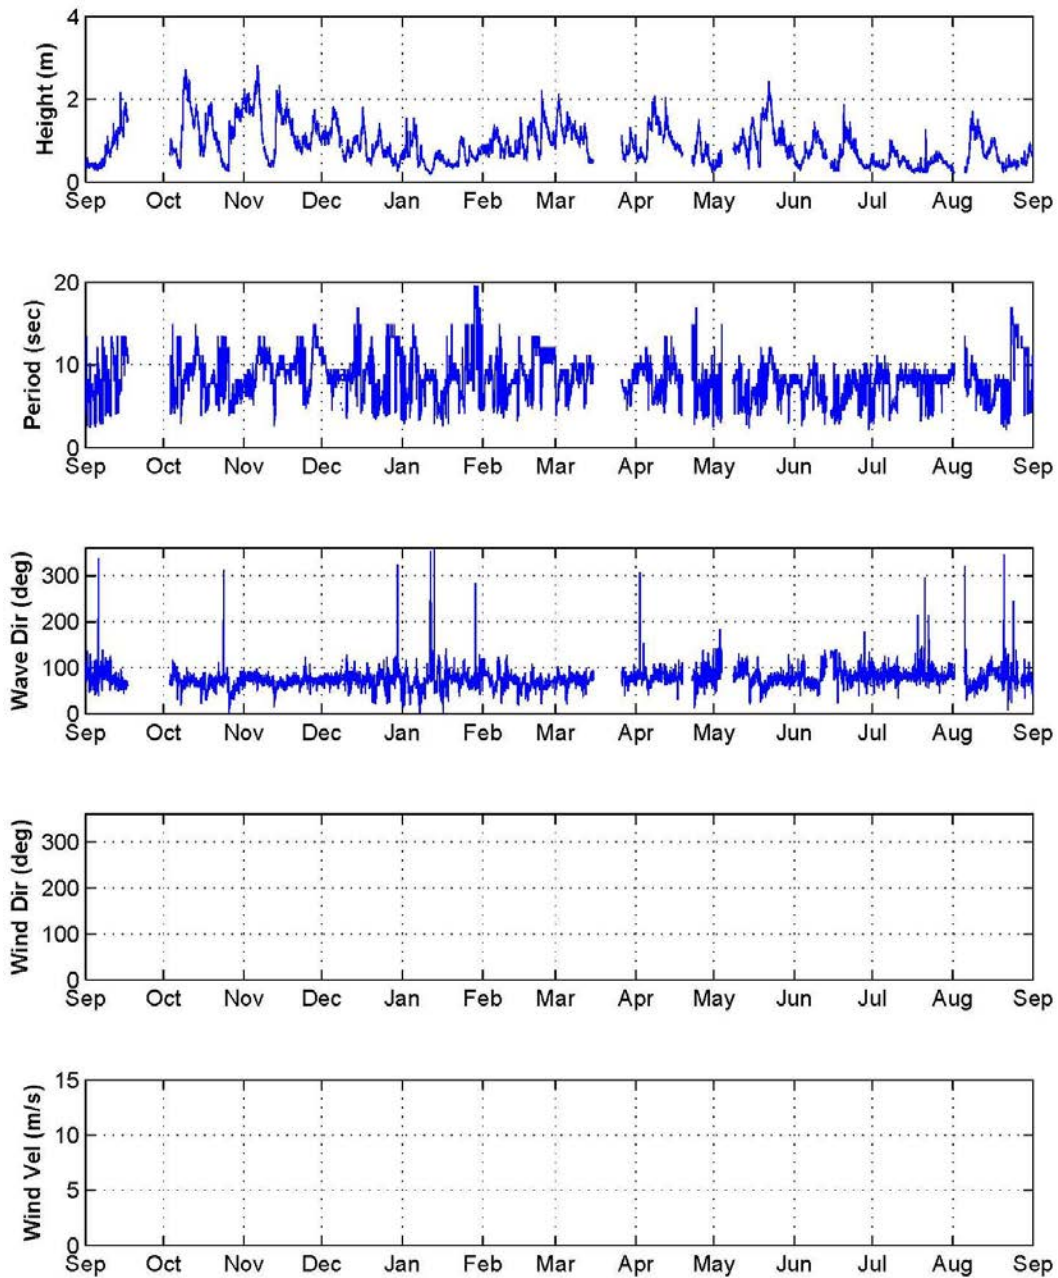 Height (m)
4
2
0
Sep Oct Nov Dec Jan Feb Mar Apr May Jun Jul Aug Sep
Period (sec)
20
10
0
Sep Oct Nov Dec Jan Feb Mar Apr May Jun Jul Aug Sep
Wave Dir (deg)
300
200
100
0
Sep Oct Nov Dec Jan Feb Mar Apr May Jun Jul Aug Sep
Wind Dir (deg)
300
200
100
0
Sep Oct Nov Dec Jan Feb Mar Apr May Jun Jul Aug Sep
Wind Vel (m/s)
15
10
5
0
Sep Oct Nov Dec Jan Feb Mar Apr May Jun Jul Aug Sep